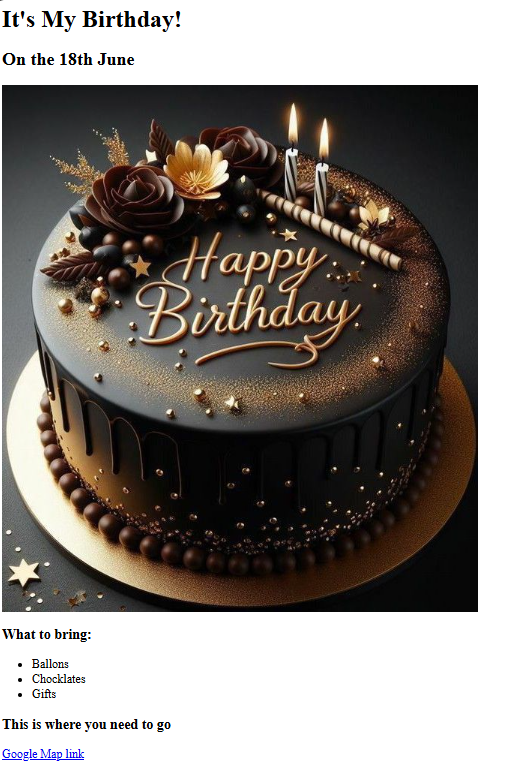 It's My Birthday!
On the 18th June
Happy
Birthday
What to bring:
Ballons
Chocklates
Gifts
This is where you need to go
Google Map link